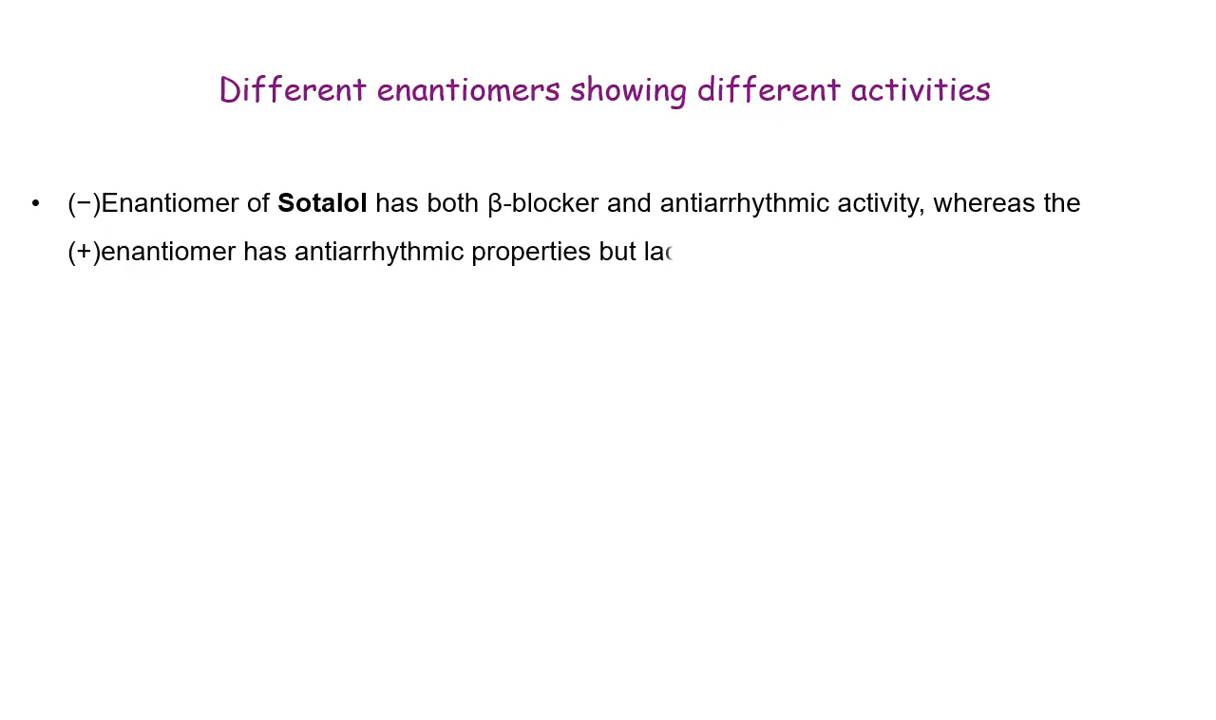 Different enantiomers showing different activities
• (−)Enantiomer of Sotalol has both β-blocker and antiarrhythmic activity, whereas the
(+)enantiomer has antiarrhythmic properties but